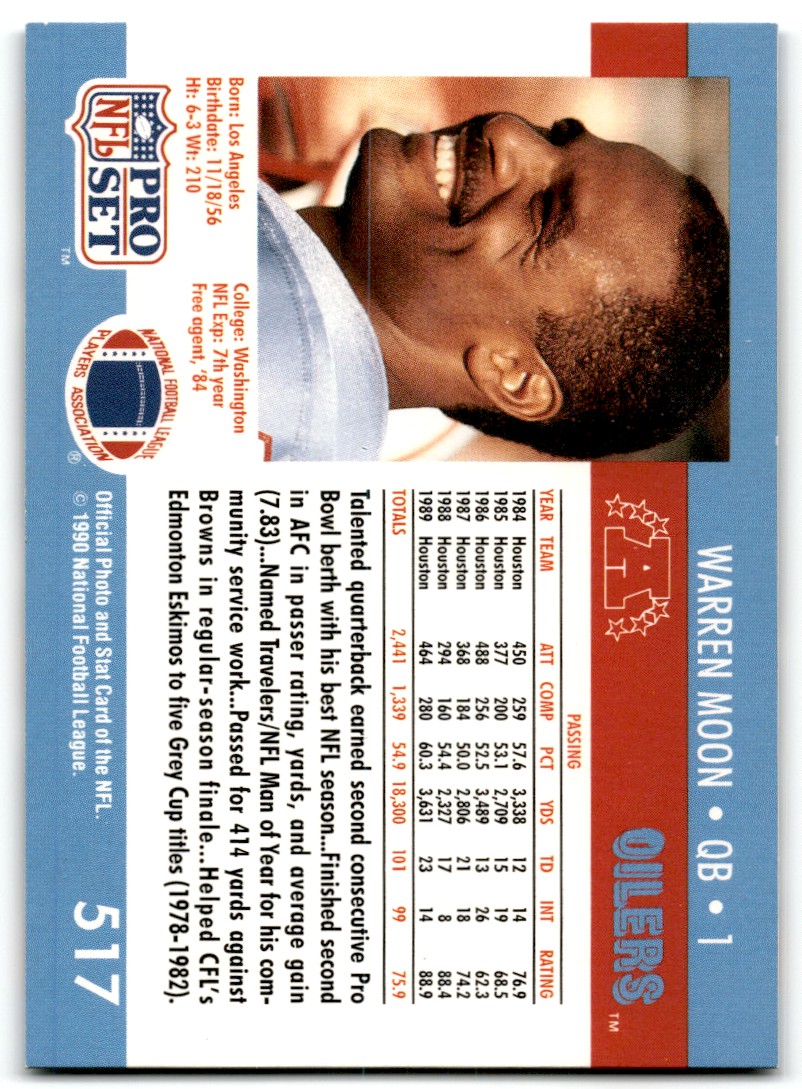 WARREN MOON • QB • 1
A
OILERS™
Born: Los Angeles
Birthdate: 11/18/56
Ht: 6-3 Wt: 210
College: Washington
NFL Exp: 7th year
Free agent, '84
PASSING
YEAR TEAM ATT COMP PCT YDS TD INT RATING
1984 Houston 450 259 57.6 3,338 12 14 76.9
1985 Houston 377 200 53.1 2,709 15 19 68.5
1986 Houston 488 256 52.5 3,489 13 26 62.3
1987 Houston 368 184 50.0 2,806 21 18 74.2
1988 Houston 294 160 54.4 2,327 17 8 88.4
1989 Houston 464 280 60.3 3,631 23 14 88.9
TOTALS 2,441 1,339 54.9 18,300 101 99 75.9
Talented quarterback earned second consecutive Pro
Bowl berth with his best NFL season...Finished second
in AFC in passer rating, yards, and average gain
(7.83)...Named Travelers/NFL Man of Year for his com-
munity service work...Passed for 414 yards against
Browns in regular-season finale...Helped CFL's
Edmonton Eskimos to five Grey Cup titles (1978-1982).
NFL
PRO
SET
™
NATIONAL FOOTBALL LEAGUE
PLAYERS ASSOCIATION
®
Official Photo and Stat Card of the NFL.
© 1990 National Football League.
517